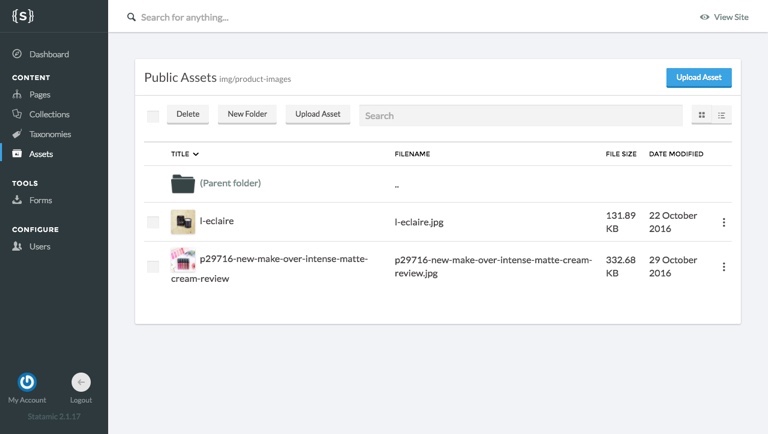 {S}
Search for anything...
View Site
Dashboard
CONTENT
Pages
Collections
Taxonomies
Assets
TOOLS
Forms
CONFIGURE
Users
My Account
Logout
Statamic 2.1.17
Public Assets img/product-images
Upload Asset
Delete
New Folder
Upload Asset
Search
TITLE
FILENAME
FILE SIZE
DATE MODIFIED
(Parent folder)
..
l-eclaire
l-eclaire.jpg
131.89
KB
22 October
2016
p29716-new-make-over-intense-matte-
cream-review
p29716-new-make-over-intense-matte-cream-
review.jpg
332.68
KB
29 October
2016